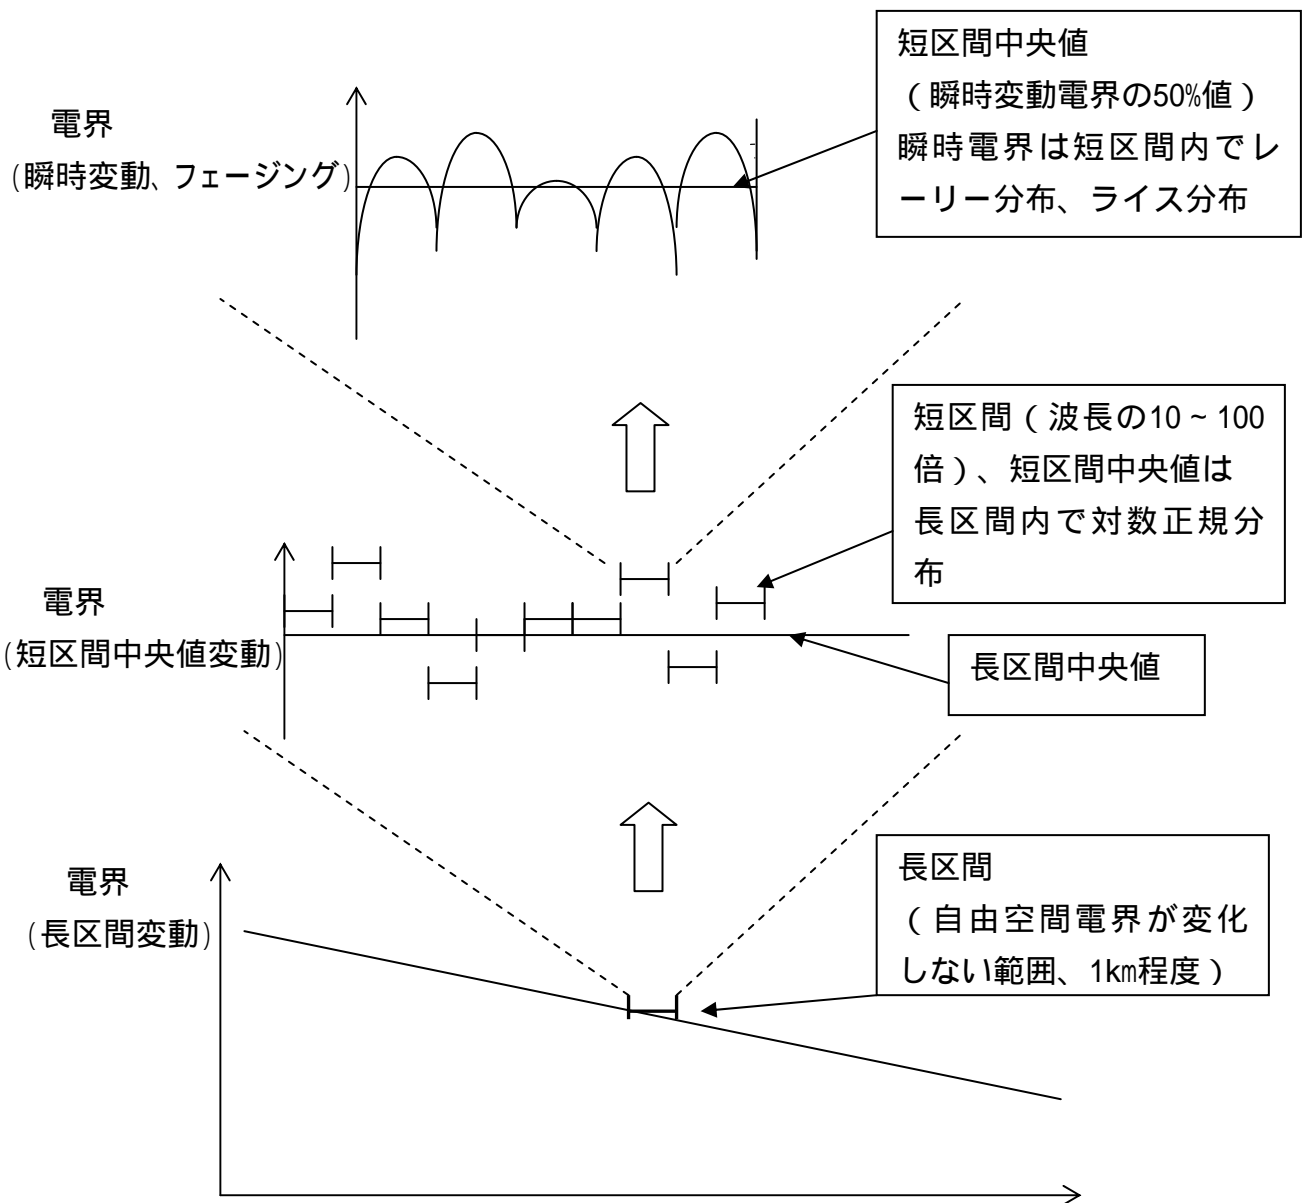 短区間中央値
（瞬時変動電界の50%値）
瞬時電界は短区間内でレ
ーリー分布、ライス分布
電界
(瞬時変動、フェージング)
短区間（波長の10～100
倍）、短区間中央値は
長区間内で対数正規分
布
電界
(短区間中央値変動)
長区間中央値
電界
(長区間変動)
長区間
（自由空間電界が変化
しない範囲、1㎞程度）